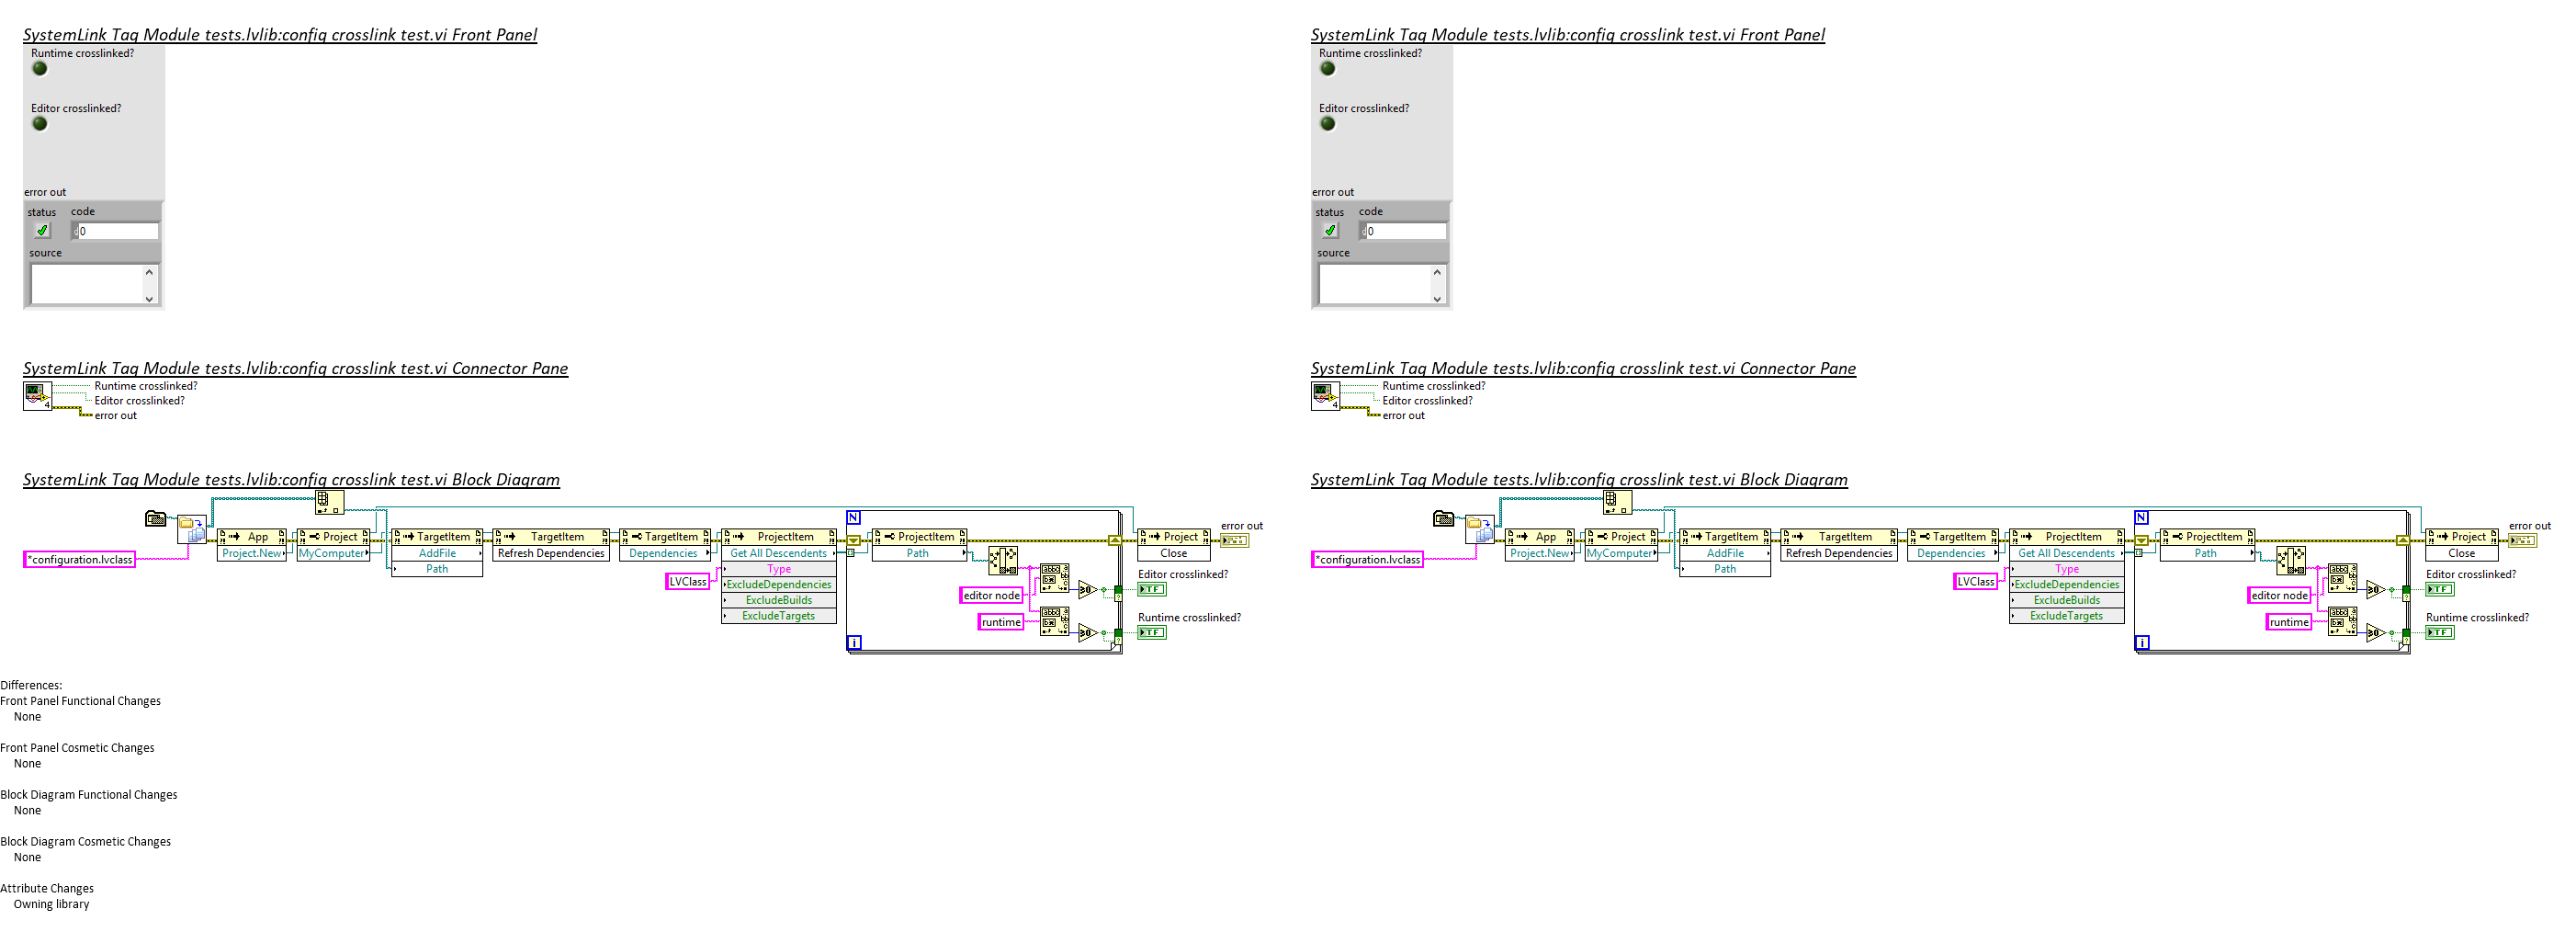 SystemLink Tag Module tests.lvlib:config crosslink test.vi Front Panel
Runtime crosslinked?
Editor crosslinked?
error out
status code
0
source
SystemLink Tag Module tests.lvlib:config crosslink test.vi Connector Pane
4
Runtime crosslinked?
Editor crosslinked?
error out
SystemLink Tag Module tests.lvlib:config crosslink test.vi Block Diagram
*configuration.lvclass
App
Project.New
Project
MyComputer
TargetItem
AddFile
Path
TargetItem
Refresh Dependencies
TargetItem
Dependencies
LVClass
ProjectItem
Get All Descendents
Type
ExcludeDependencies
ExcludeBuilds
ExcludeTargets
N
i
ProjectItem
Path
editor node
runtime
≥0
≥0
Project
Close
error out
Editor crosslinked?
TF
Runtime crosslinked?
TF
SystemLink Tag Module tests.lvlib:config crosslink test.vi Front Panel
Runtime crosslinked?
Editor crosslinked?
error out
status code
0
source
SystemLink Tag Module tests.lvlib:config crosslink test.vi Connector Pane
4
Runtime crosslinked?
Editor crosslinked?
error out
SystemLink Tag Module tests.lvlib:config crosslink test.vi Block Diagram
*configuration.lvclass
App
Project.New
Project
MyComputer
TargetItem
AddFile
Path
TargetItem
Refresh Dependencies
TargetItem
Dependencies
LVClass
ProjectItem
Get All Descendents
Type
ExcludeDependencies
ExcludeBuilds
ExcludeTargets
N
i
ProjectItem
Path
editor node
runtime
≥0
≥0
Project
Close
error out
Editor crosslinked?
TF
Runtime crosslinked?
TF
Differences:
Front Panel Functional Changes
None
Front Panel Cosmetic Changes
None
Block Diagram Functional Changes
None
Block Diagram Cosmetic Changes
None
Attribute Changes
Owning library